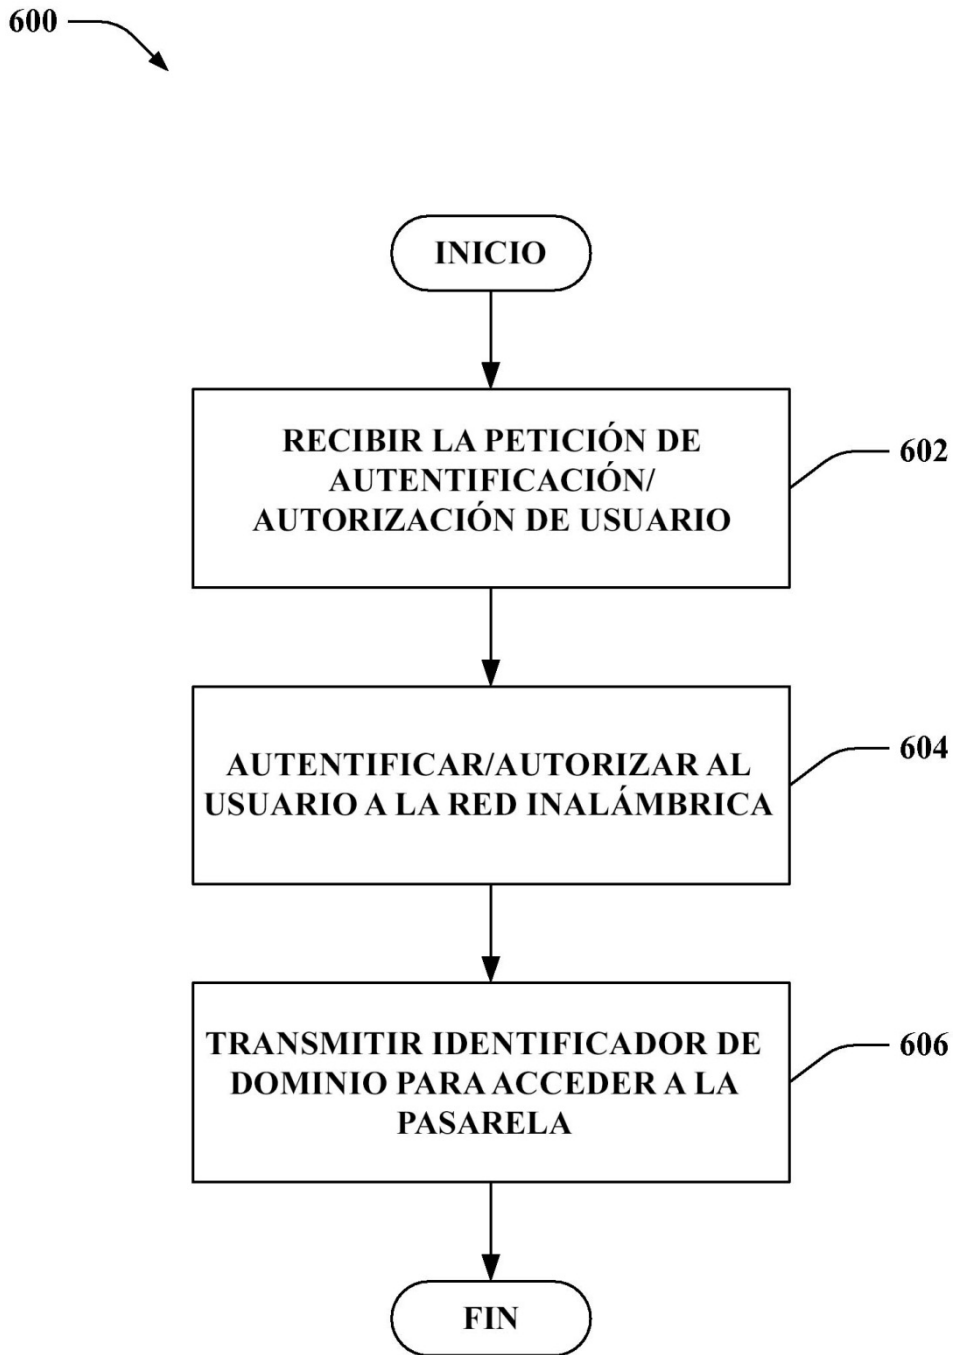 600
INICIO
RECIBIR LA PETICIÓN DE
AUTENTIFICACIÓN/
AUTORIZACIÓN DE USUARIO
602
AUTENTIFICAR/AUTORIZAR AL
USUARIO A LA RED INALÁMBRICA
604
TRANSMITIR IDENTIFICADOR DE
DOMINIO PARA ACCEDER A LA
PASARELA
606
FIN